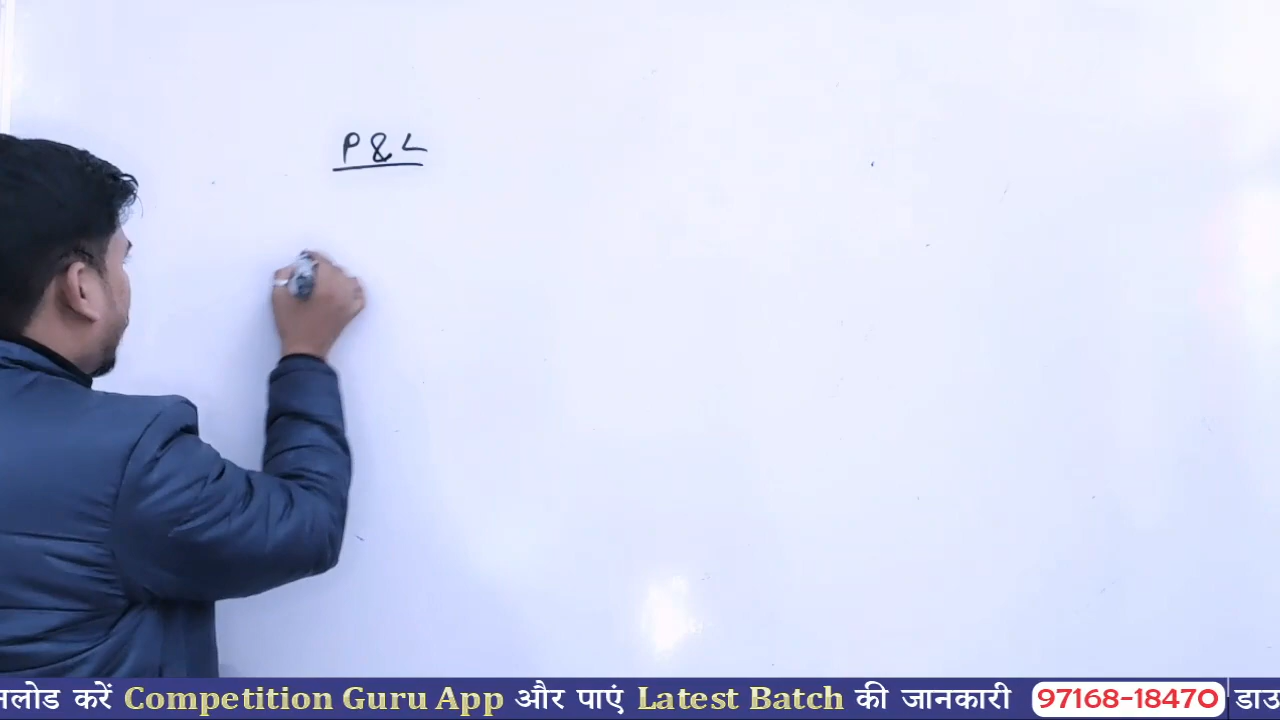 P & L
करें Competition Guru App और पाएं Latest Batch की जानकारी 97168-18470